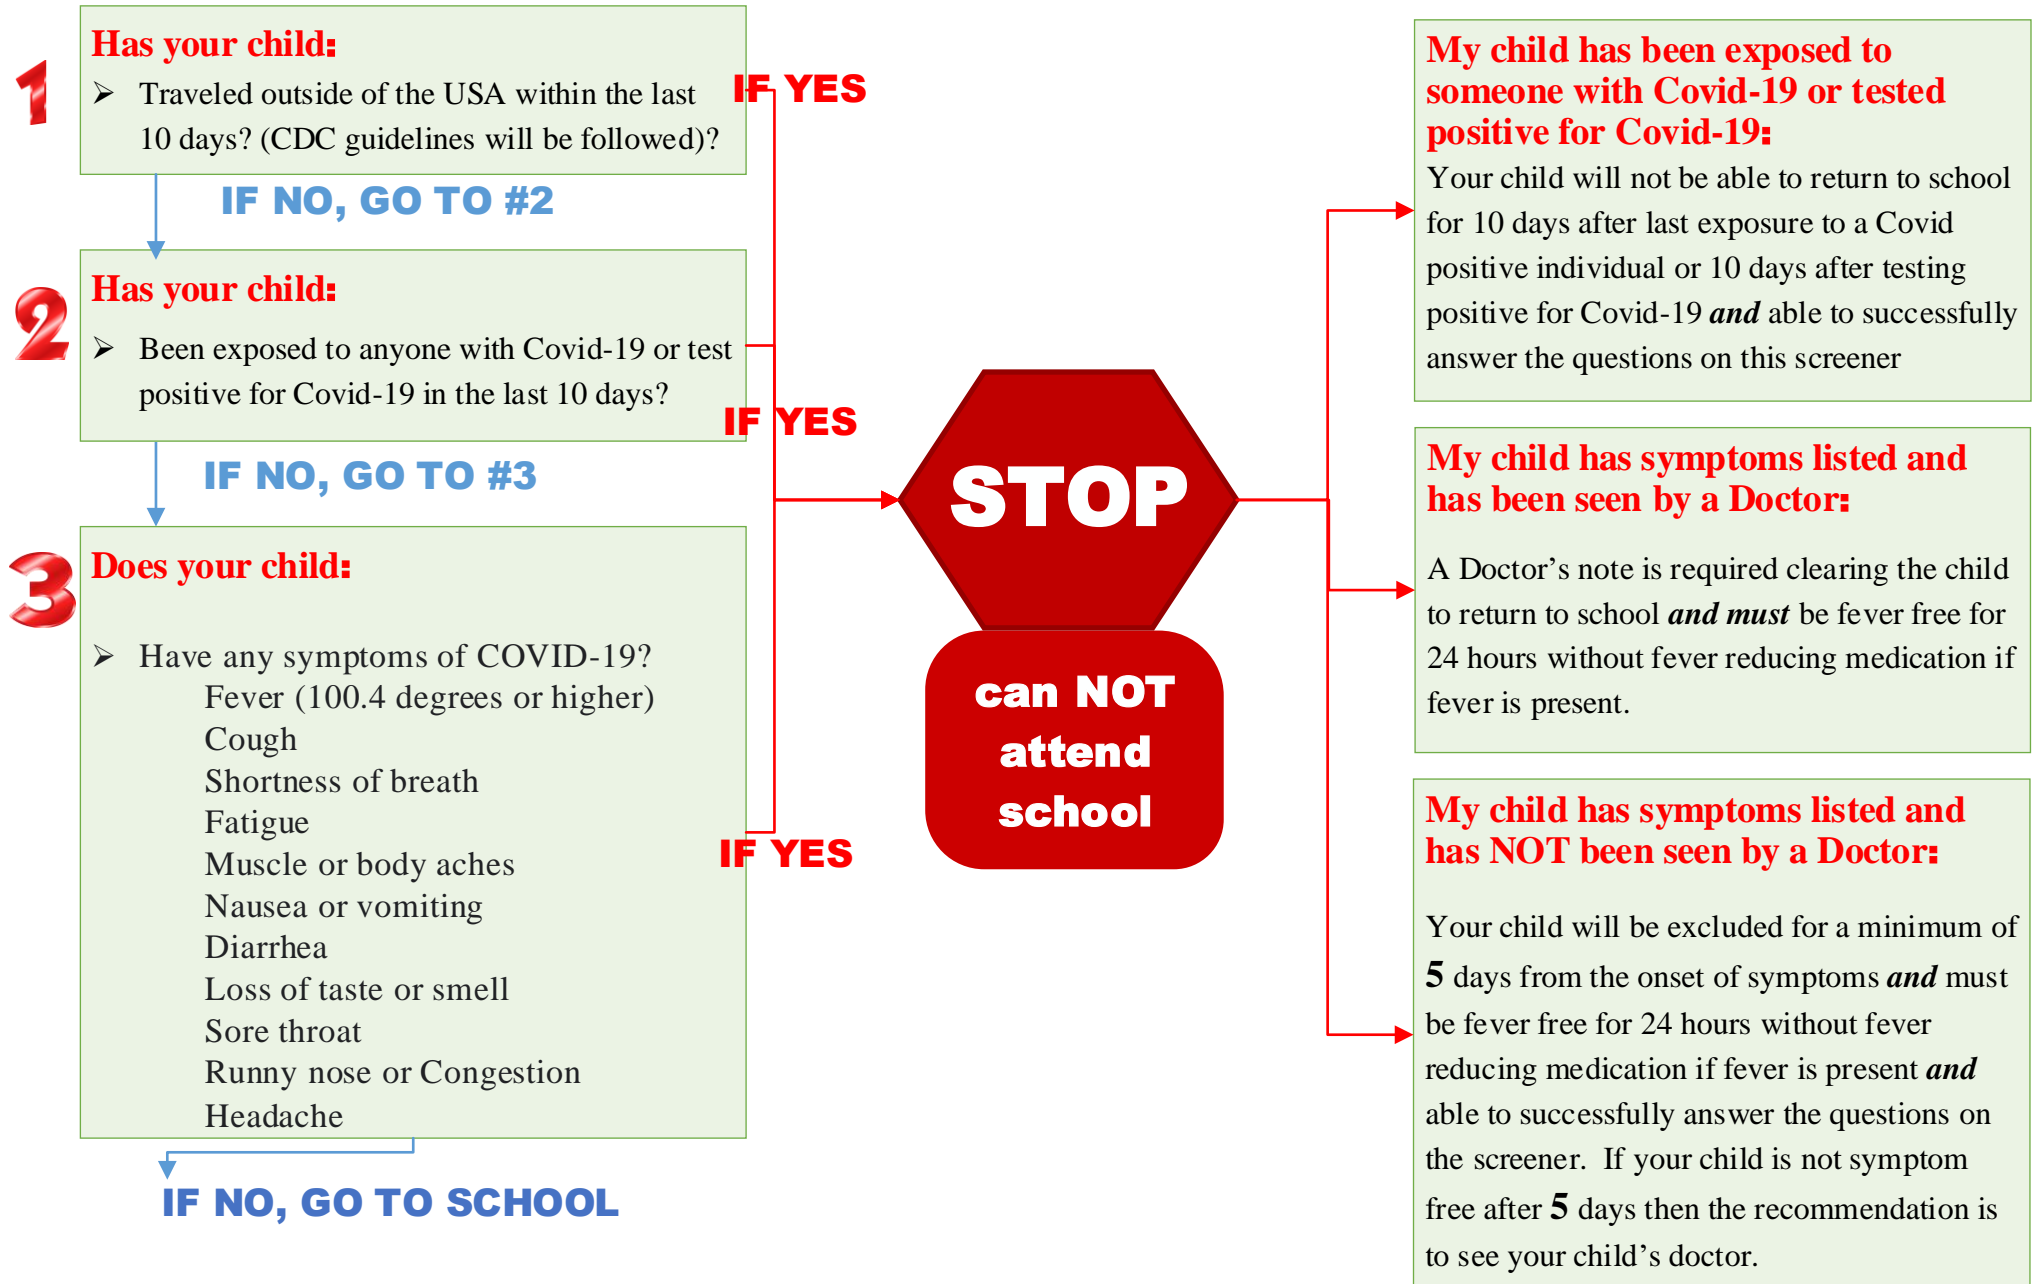 1
Has your child:
➢ Traveled outside of the USA within the last
10 days? (CDC guidelines will be followed)?
IF YES
IF NO, GO TO #2
2
Has your child:
➢ Been exposed to anyone with Covid-19 or test
positive for Covid-19 in the last 10 days?
IF YES
IF NO, GO TO #3
3
Does your child:
➢ Have any symptoms of COVID-19?
Fever (100.4 degrees or higher)
Cough
Shortness of breath
Fatigue
Muscle or body aches
Nausea or vomiting
Diarrhea
Loss of taste or smell
Sore throat
Runny nose or Congestion
Headache
IF YES
IF NO, GO TO SCHOOL
STOP
can NOT
attend
school
My child has been exposed to
someone with Covid-19 or tested
positive for Covid-19:
Your child will not be able to return to school
for 10 days after last exposure to a Covid
positive individual or 10 days after testing
positive for Covid-19 and able to successfully
answer the questions on this screener
My child has symptoms listed and
has been seen by a Doctor:
A Doctor’s note is required clearing the child
to return to school and must be fever free for
24 hours without fever reducing medication if
fever is present.
My child has symptoms listed and
has NOT been seen by a Doctor:
Your child will be excluded for a minimum of
5 days from the onset of symptoms and must
be fever free for 24 hours without fever
reducing medication if fever is present and
able to successfully answer the questions on
the screener.  If your child is not symptom
free after 5 days then the recommendation is
to see your child’s doctor.